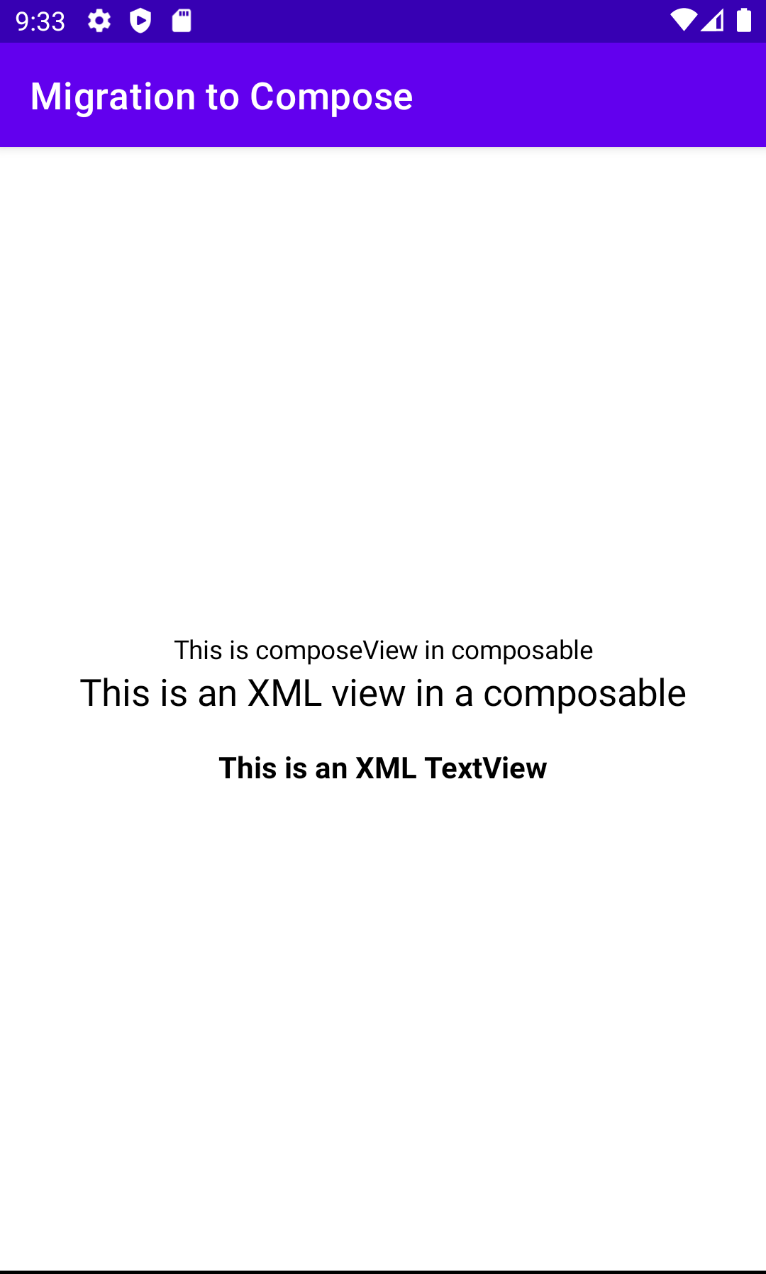 9:33
Migration to Compose
This is composeView in composable
This is an XML view in a composable
This is an XML TextView